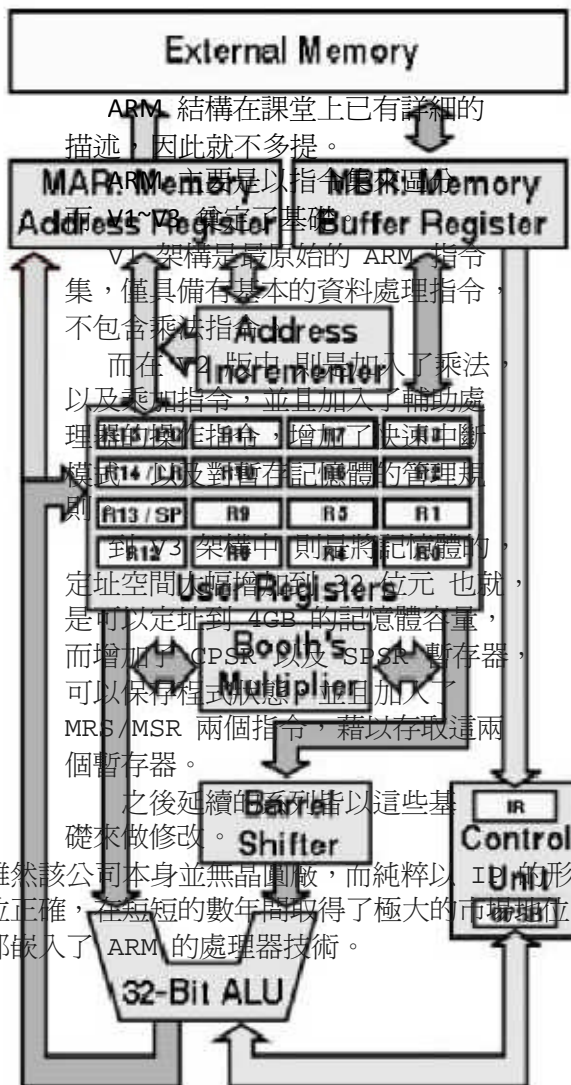 External Memory
ARM 結構在課堂上已有詳細的
描述，因此就不多提。
MAR: Memory
Address Register
MBR: Memory
Buffer Register
ARM 主要是以指令集來區分
而 V1~V3 奠定了基礎。
V1 架構是最原始的 ARM 指令
集，僅具備有基本的資料處理指令，
不包含乘法指令
Address
Incrementer
而在 V2 版中 則是加入了乘法，
以及乘加指令，並且加入了輔助處
理器的操作指令，增加了快速中斷
模式 以及對暫存記憶體的管理規
則。
R15 / PC R11 R7 R3
R14 / LR R10 R6 R2
R13 / SP R9 R5 R1
R12 R8 R4 R0
User Registers
到 V3 架構中 則是將記憶體的，
定址空間大幅增加到 32 位元 也就，
是可以定址到 4GB 的記憶體容量，
而增加了 CPSR 以及 SPSR 暫存器，
可以保存程式狀態，並且加入了
MRS/MSR 兩個指令，藉以存取這兩
個暫存器。
Booth's
Multiplier
之後延續的系列皆以這些基
礎來做修改。
Barrel
Shifter
IR
Control
Unit
雖然該公司本身並無晶圓廠，而純粹以 IP 的形
位正確，在短短的數年間取得了極大的市場地位
都嵌入了 ARM 的處理器技術。
32-Bit ALU